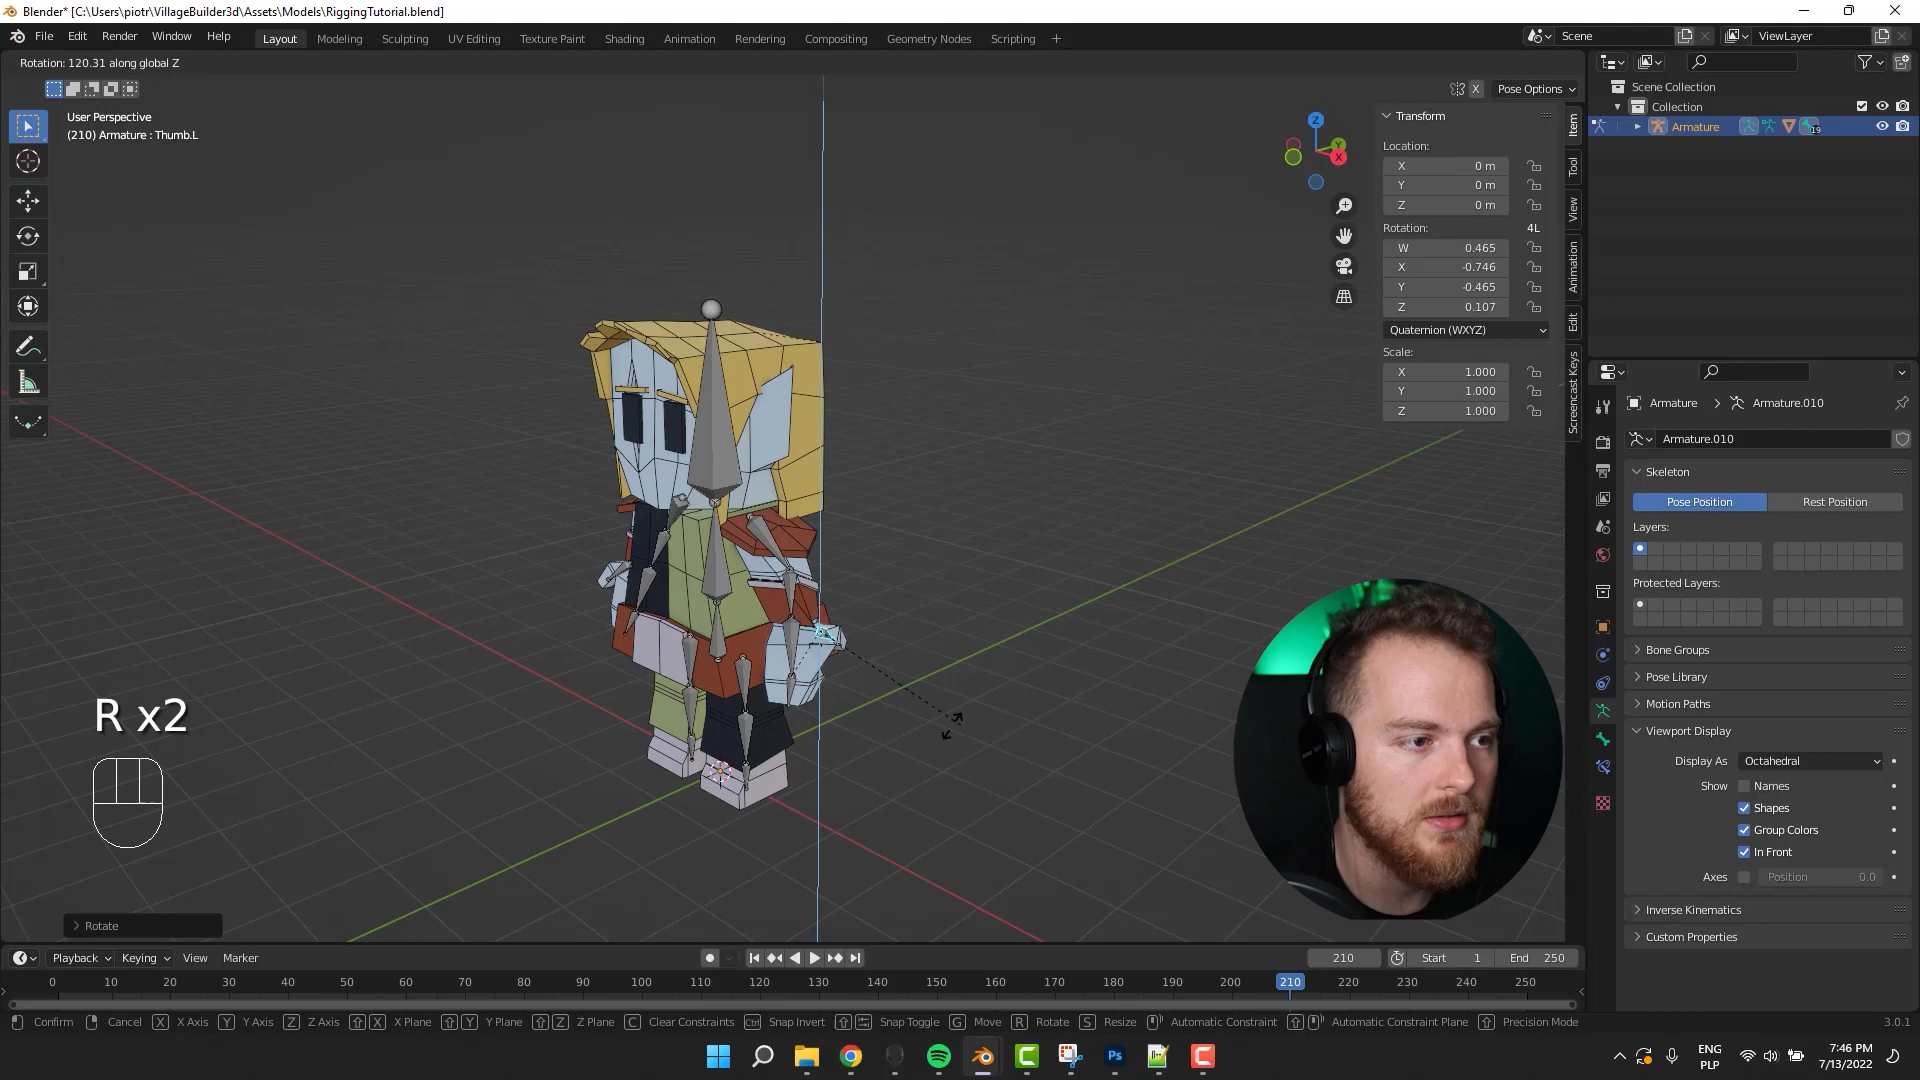 Blender* [C:\Users\piotr\VillageBuilder3d\Assets\Models\RiggingTutorial.blend]
File Edit Render Window Help Layout Modeling Sculpting UV Editing Texture Paint Shading Animation Rendering Compositing Geometry Nodes Scripting + Scene ViewLayer
Rotation: 120.31 along global Z
X Pose Options
User Perspective
(210) Armature : Thumb.L
Z
Y
X
Transform
Location:
X 0 m
Y 0 m
Z 0 m
Rotation: 4L
W 0.465
X -0.746
Y -0.465
Z 0.107
Quaternion (WXYZ)
Scale:
X 1.000
Y 1.000
Z 1.000
Item
Tool
View
Animation
Edit
Screencast Keys
Scene Collection
Collection
Armature 19
Armature > Armature.010
Armature.010
Skeleton
Pose Position Rest Position
Layers:
Protected Layers:
Bone Groups
Pose Library
Motion Paths
Viewport Display
Display As Octahedral
Show Names
Shapes
Group Colors
In Front
Axes Position 0.0
Inverse Kinematics
Custom Properties
R x2
Rotate
Playback Keying View Marker 210 Start 1 End 250
0 10 20 30 40 50 60 70 80 90 100 110 120 130 140 150 160 170 180 190 200 210 220 230 240 250
Confirm Cancel X X Axis Y Y Axis Z Z Axis X X Plane Y Y Plane Z Z Plane C Clear Constraints Ctrl Snap Invert Snap Toggle G Move R Rotate S Resize Automatic Constraint Automatic Constraint Plane Precision Mode 3.0.1
Ps
ENG
PLP
7:46 PM
7/13/2022